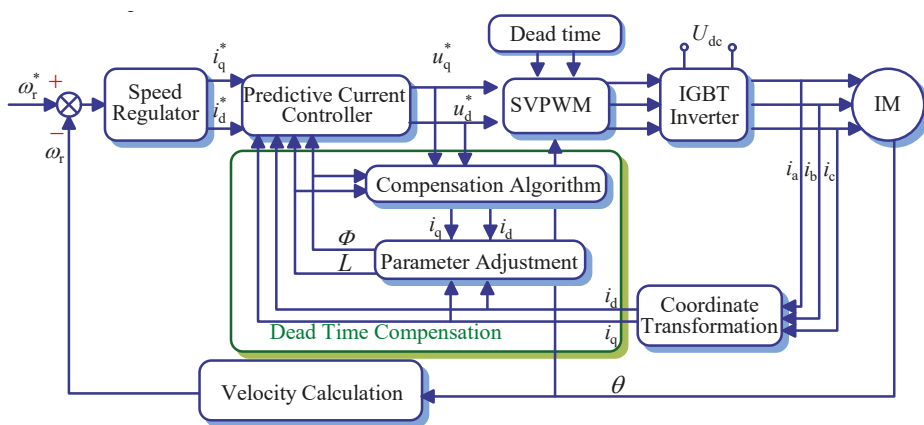 Dead time
U_dc
i_q^*
u_q^*
ω_r^*
+
Speed
Regulator
Predictive Current
Controller
SVPWM
IGBT
Inverter
IM
i_d^*
u_d^*
−
ω_r
i_a
i_b
i_c
Compensation Algorithm
i_q
i_d
Φ
L
Parameter Adjustment
i_d
i_q
Coordinate
Transformation
Dead Time Compensation
Velocity Calculation
θ